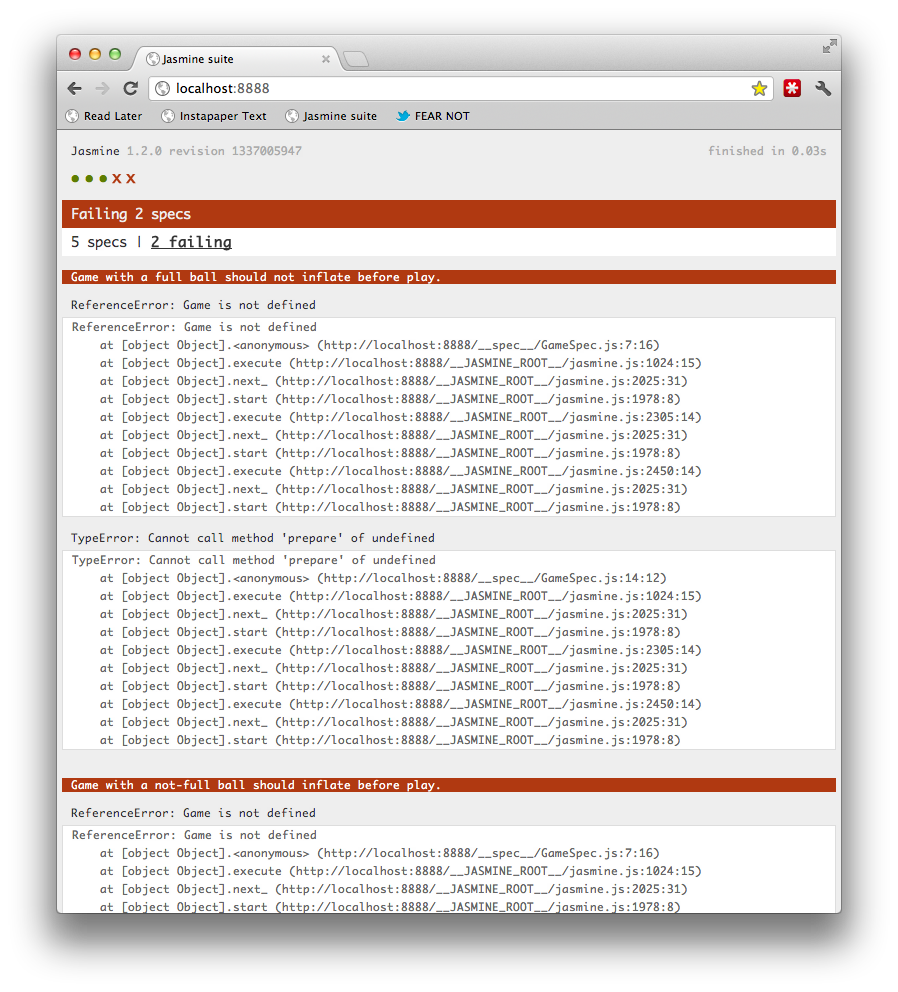 Jasmine suite
localhost:8888
Read Later Instapaper Text Jasmine suite FEAR NOT
Jasmine 1.2.0 revision 1337005947 finished in 0.03s
● ● ● x x
Failing 2 specs
5 specs | 2 failing
Game with a full ball should not inflate before play.
ReferenceError: Game is not defined
ReferenceError: Game is not defined
at [object Object].<anonymous> (http://localhost:8888/__spec__/GameSpec.js:7:16)
at [object Object].execute (http://localhost:8888/__JASMINE_ROOT__/jasmine.js:1024:15)
at [object Object].next_ (http://localhost:8888/__JASMINE_ROOT__/jasmine.js:2025:31)
at [object Object].start (http://localhost:8888/__JASMINE_ROOT__/jasmine.js:1978:8)
at [object Object].execute (http://localhost:8888/__JASMINE_ROOT__/jasmine.js:2305:14)
at [object Object].next_ (http://localhost:8888/__JASMINE_ROOT__/jasmine.js:2025:31)
at [object Object].start (http://localhost:8888/__JASMINE_ROOT__/jasmine.js:1978:8)
at [object Object].execute (http://localhost:8888/__JASMINE_ROOT__/jasmine.js:2450:14)
at [object Object].next_ (http://localhost:8888/__JASMINE_ROOT__/jasmine.js:2025:31)
at [object Object].start (http://localhost:8888/__JASMINE_ROOT__/jasmine.js:1978:8)
TypeError: Cannot call method 'prepare' of undefined
TypeError: Cannot call method 'prepare' of undefined
at [object Object].<anonymous> (http://localhost:8888/__spec__/GameSpec.js:14:12)
at [object Object].execute (http://localhost:8888/__JASMINE_ROOT__/jasmine.js:1024:15)
at [object Object].next_ (http://localhost:8888/__JASMINE_ROOT__/jasmine.js:2025:31)
at [object Object].start (http://localhost:8888/__JASMINE_ROOT__/jasmine.js:1978:8)
at [object Object].execute (http://localhost:8888/__JASMINE_ROOT__/jasmine.js:2305:14)
at [object Object].next_ (http://localhost:8888/__JASMINE_ROOT__/jasmine.js:2025:31)
at [object Object].start (http://localhost:8888/__JASMINE_ROOT__/jasmine.js:1978:8)
at [object Object].execute (http://localhost:8888/__JASMINE_ROOT__/jasmine.js:2450:14)
at [object Object].next_ (http://localhost:8888/__JASMINE_ROOT__/jasmine.js:2025:31)
at [object Object].start (http://localhost:8888/__JASMINE_ROOT__/jasmine.js:1978:8)
Game with a not-full ball should inflate before play.
ReferenceError: Game is not defined
ReferenceError: Game is not defined
at [object Object].<anonymous> (http://localhost:8888/__spec__/GameSpec.js:7:16)
at [object Object].execute (http://localhost:8888/__JASMINE_ROOT__/jasmine.js:1024:15)
at [object Object].next_ (http://localhost:8888/__JASMINE_ROOT__/jasmine.js:2025:31)
at [object Object].start (http://localhost:8888/__JASMINE_ROOT__/jasmine.js:1978:8)